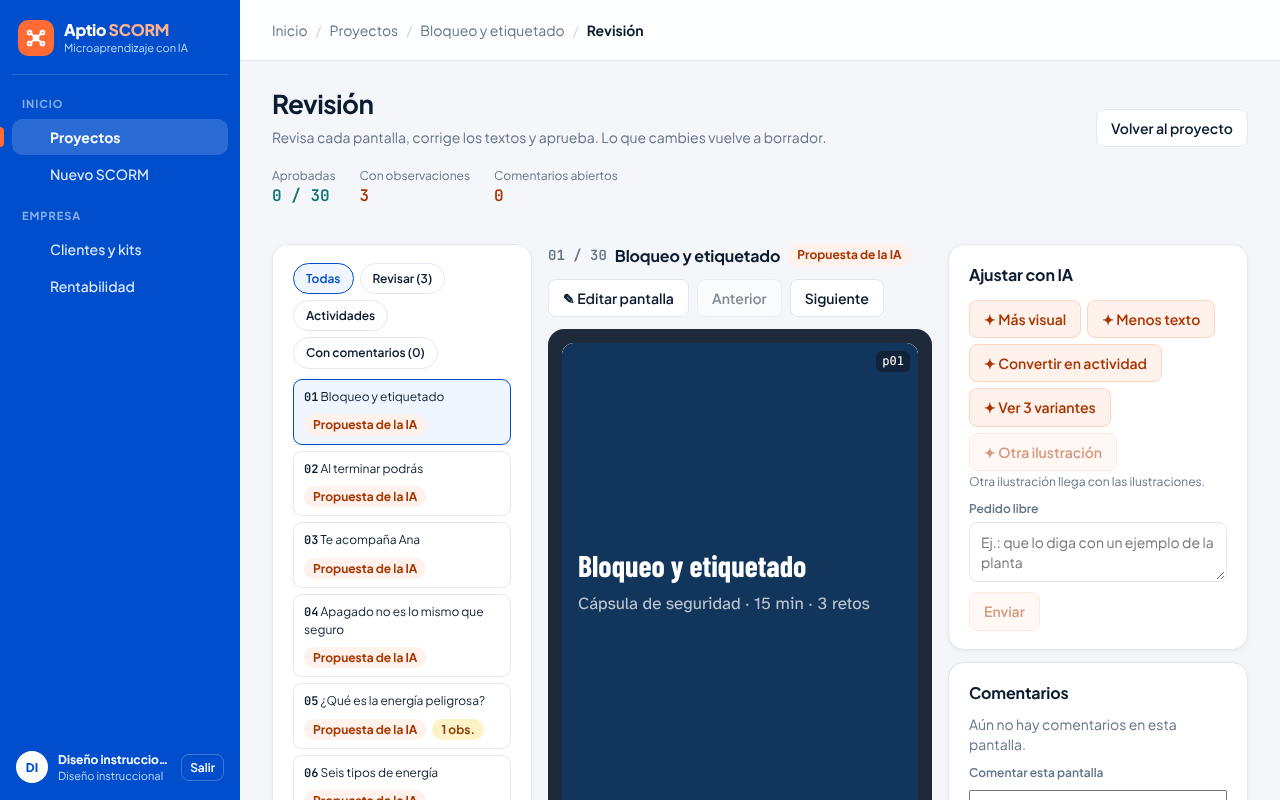 Aptio SCORM
Microaprendizaje con IA
INICIO
Proyectos
Nuevo SCORM
EMPRESA
Clientes y kits
Rentabilidad
DI
Diseño instruccio…
Diseño instruccional
Salir
Inicio / Proyectos / Bloqueo y etiquetado / Revisión
Revisión
Revisa cada pantalla, corrige los textos y aprueba. Lo que cambies vuelve a borrador.
Volver al proyecto
Aprobadas
0 / 30
Con observaciones
3
Comentarios abiertos
0
Todas
Revisar (3)
Actividades
Con comentarios (0)
01 Bloqueo y etiquetado
Propuesta de la IA
02 Al terminar podrás
Propuesta de la IA
03 Te acompaña Ana
Propuesta de la IA
04 Apagado no es lo mismo que
seguro
Propuesta de la IA
05 ¿Qué es la energía peligrosa?
Propuesta de la IA
1 obs.
06 Seis tipos de energía
Propuesta de la IA
01 / 30 Bloqueo y etiquetado Propuesta de la IA
✎ Editar pantalla
Anterior
Siguiente
p01
Bloqueo y etiquetado
Cápsula de seguridad · 15 min · 3 retos
Ajustar con IA
✦ Más visual
✦ Menos texto
✦ Convertir en actividad
✦ Ver 3 variantes
✦ Otra ilustración
Otra ilustración llega con las ilustraciones.
Pedido libre
Ej.: que lo diga con un ejemplo de la
planta
Enviar
Comentarios
Aún no hay comentarios en esta
pantalla.
Comentar esta pantalla